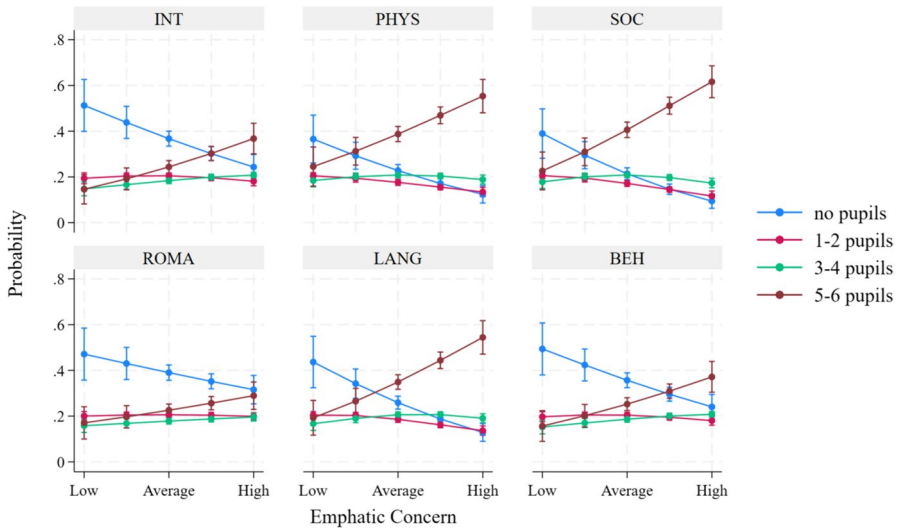 INT PHYS SOC
.8
.6
.4
.2
0
ROMA LANG BEH
.8
.6
.4
.2
0
Low Average High Low Average High Low Average High
Probability
Emphatic Concern
no pupils
1-2 pupils
3-4 pupils
5-6 pupils